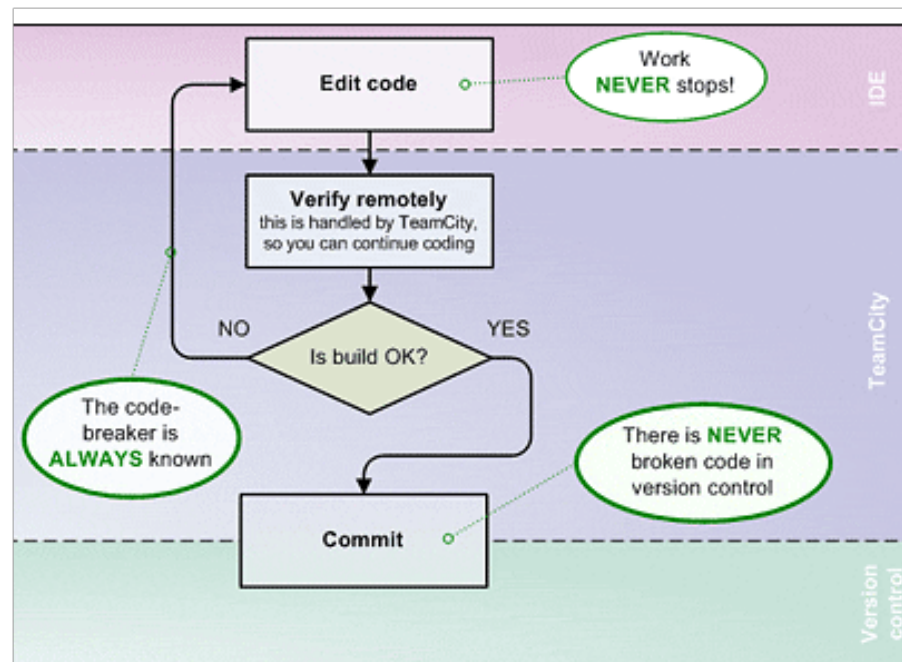 Edit code
Work
NEVER stops!
IDE
Verify remotely
this is handled by TeamCity,
so you can continue coding
NO
YES
Is build OK?
TeamCity
The code-
breaker is
ALWAYS known
There is NEVER
broken code in
version control
Commit
Version
control